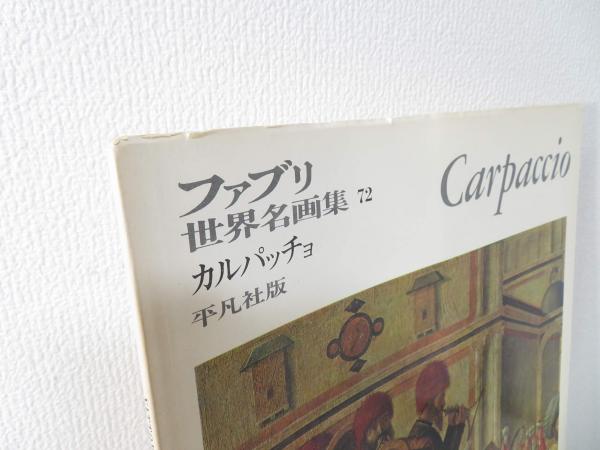 ファブリ
世界名画集 72
カルパッチョ
平凡社版
Carpaccio